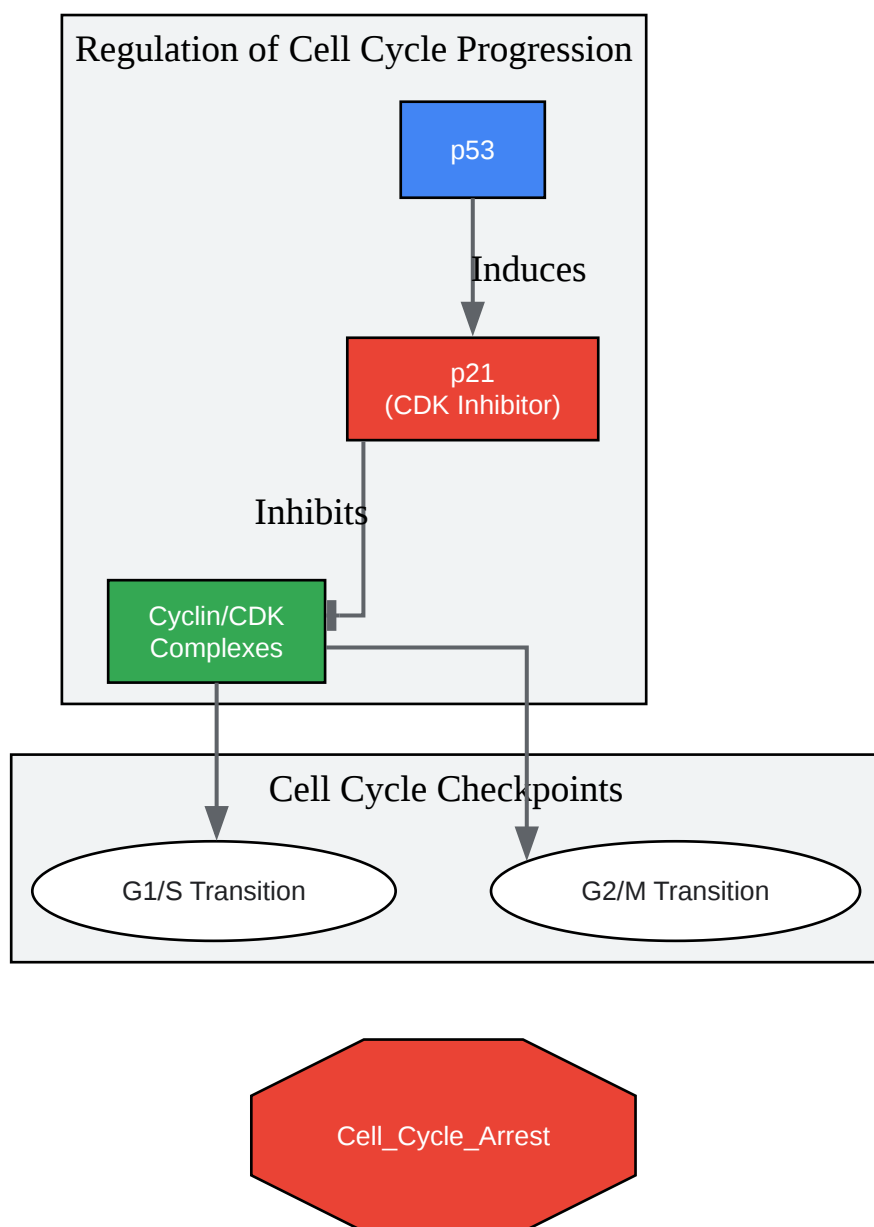 Regulation of Cell Cycle Progression
p53
Induces
p21
(CDK Inhibitor)
Inhibits
Cyclin/CDK
Complexes
Cell Cycle Checkpoints
G1/S Transition
G2/M Transition
Cell_Cycle_Arrest